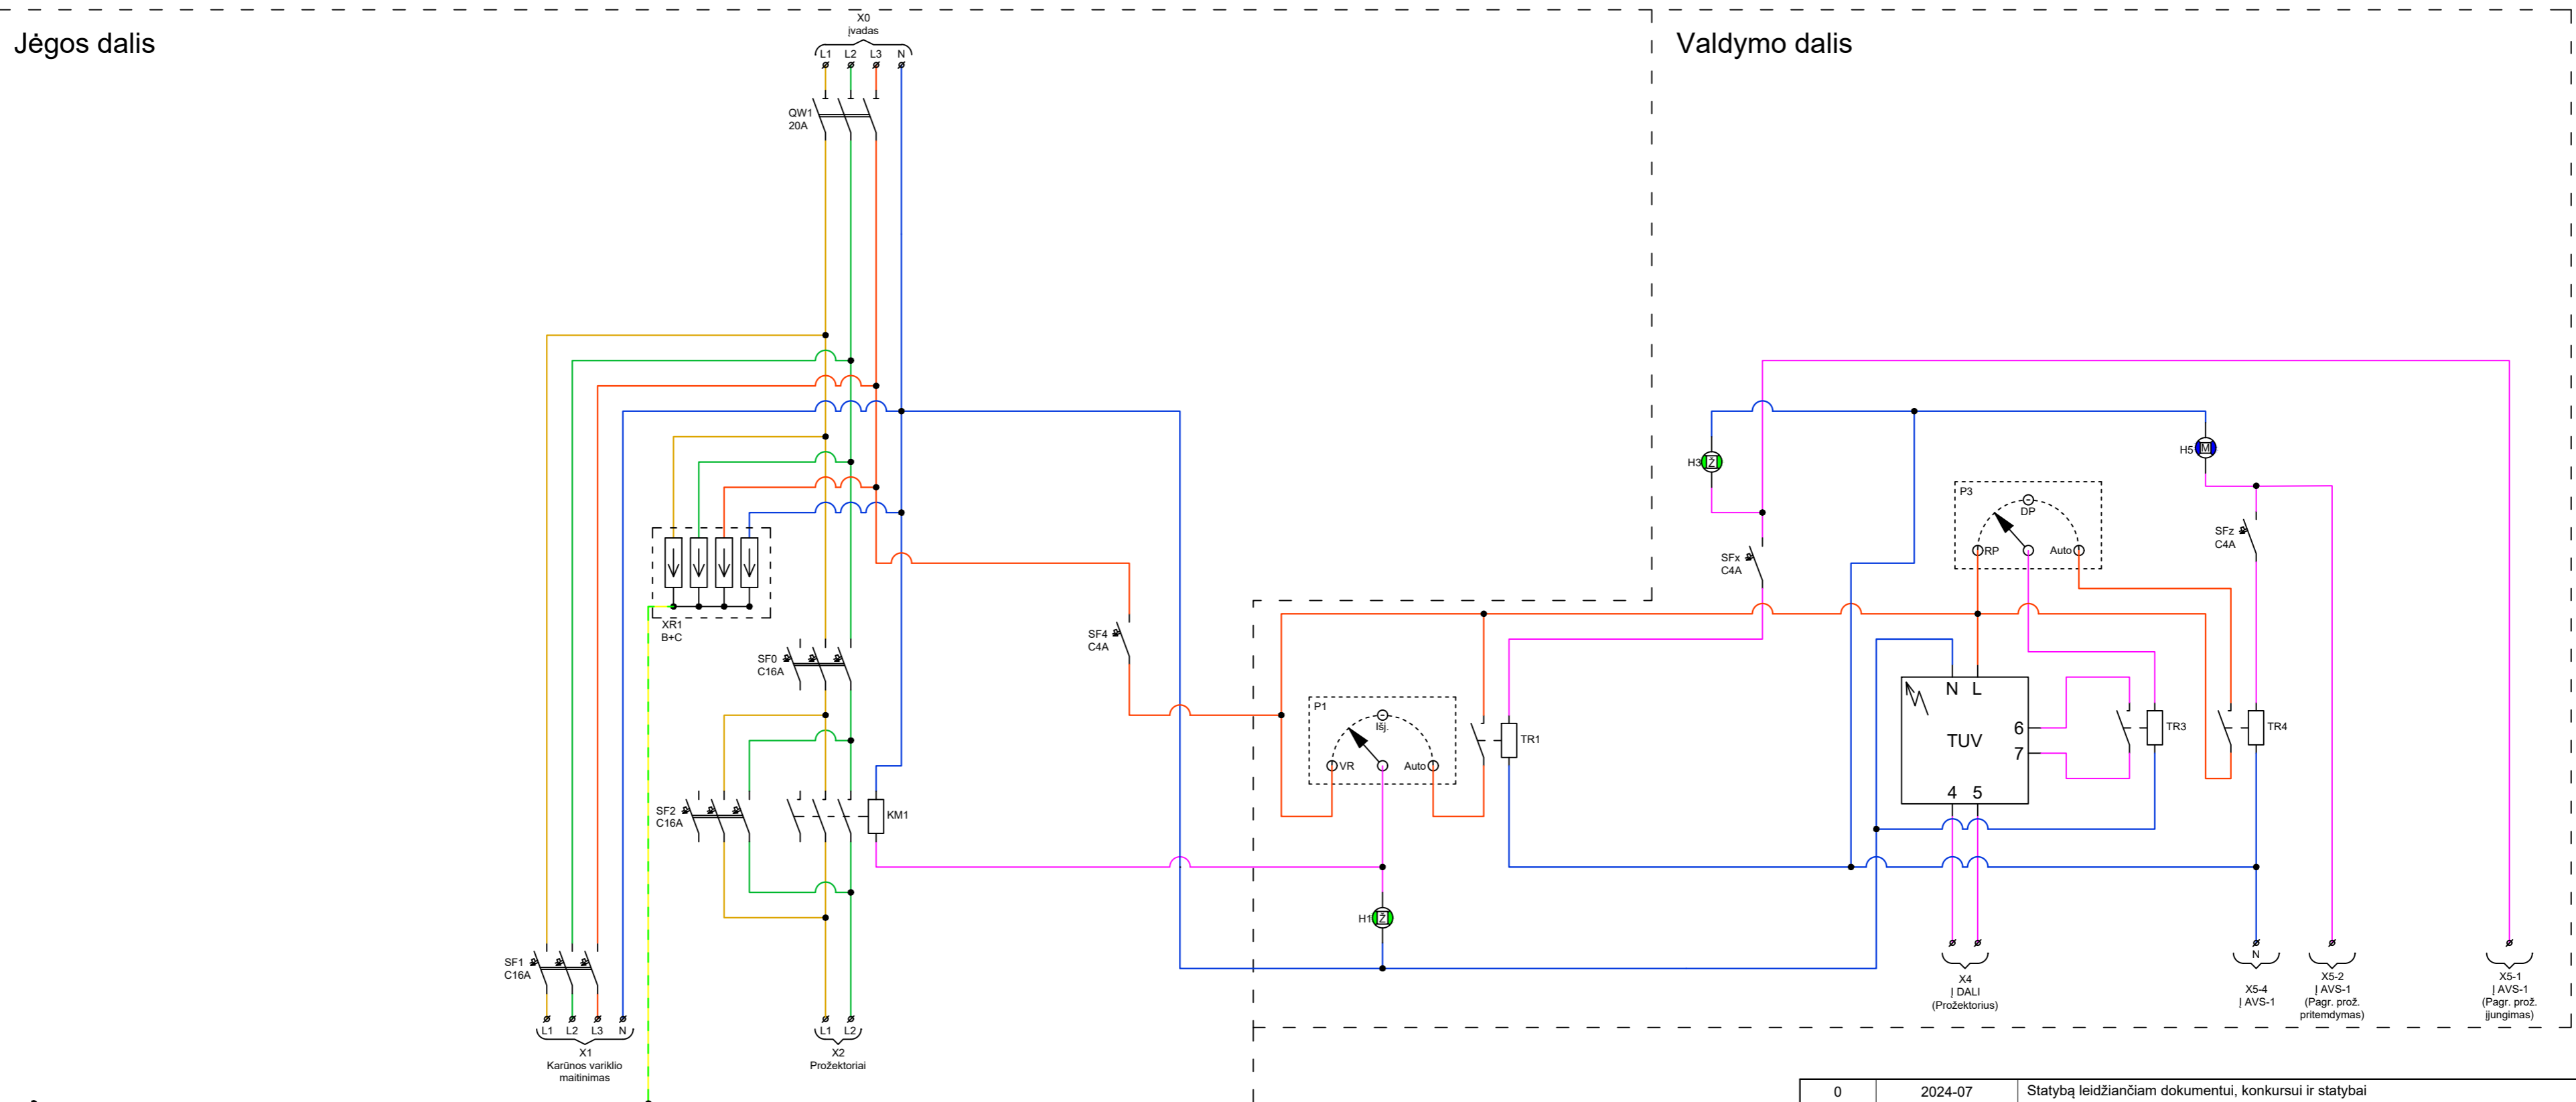 Jėgos dalis
Valdymo dalis
X0
įvadas
L1 L2 L3 N
QW1
20A
H3 Ž
H5 M
P3
DP
RP
Auto
SFx
C4A
SFz
C4A
XR1
B+C
SF0
C16A
SF4
C4A
N L
TUV
6
7
4 5
TR3
TR4
P1
Išj.
VR
Auto
TR1
SF2
C16A
KM1
H1 Ž
SF1
C16A
L1 L2 L3 N
X1
Karūnos variklio
maitinimas
L1 L2
X2
Prožektoriai
X4
Į DALI
(Prožektorius)
N
X5-4
Į AVS-1
X5-2
Į AVS-1
(Pagr. prož.
pritemdymas)
X5-1
Į AVS-1
(Pagr. prož.
įjungimas)
0 2024-07 Statybą leidžiančiam dokumentui, konkursui ir statybai